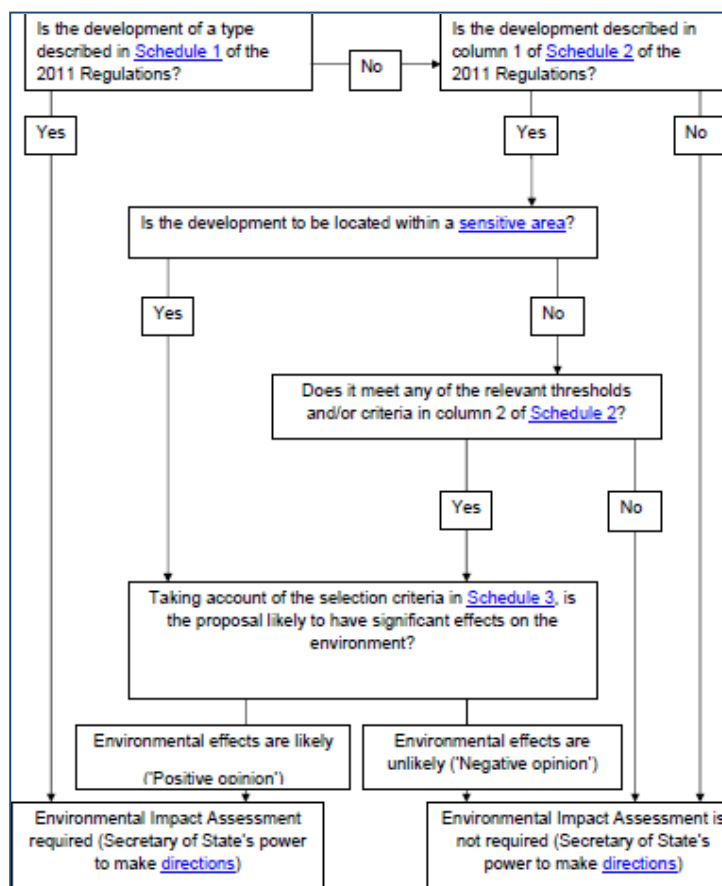 Is the development of a type
described in Schedule 1 of the
2011 Regulations?
No
Is the development described in
column 1 of Schedule 2 of the
2011 Regulations?
Yes
Yes
No
Is the development to be located within a sensitive area?
Yes
No
Does it meet any of the relevant thresholds
and/or criteria in column 2 of Schedule 2?
Yes
No
Taking account of the selection criteria in Schedule 3, is
the proposal likely to have significant effects on the
environment?
Environmental effects are likely
('Positive opinion')
Environmental effects are
unlikely ('Negative opinion')
Environmental Impact Assessment
required (Secretary of State's power
to make directions)
Environmental Impact Assessment is
not required (Secretary of State's
power to make directions)